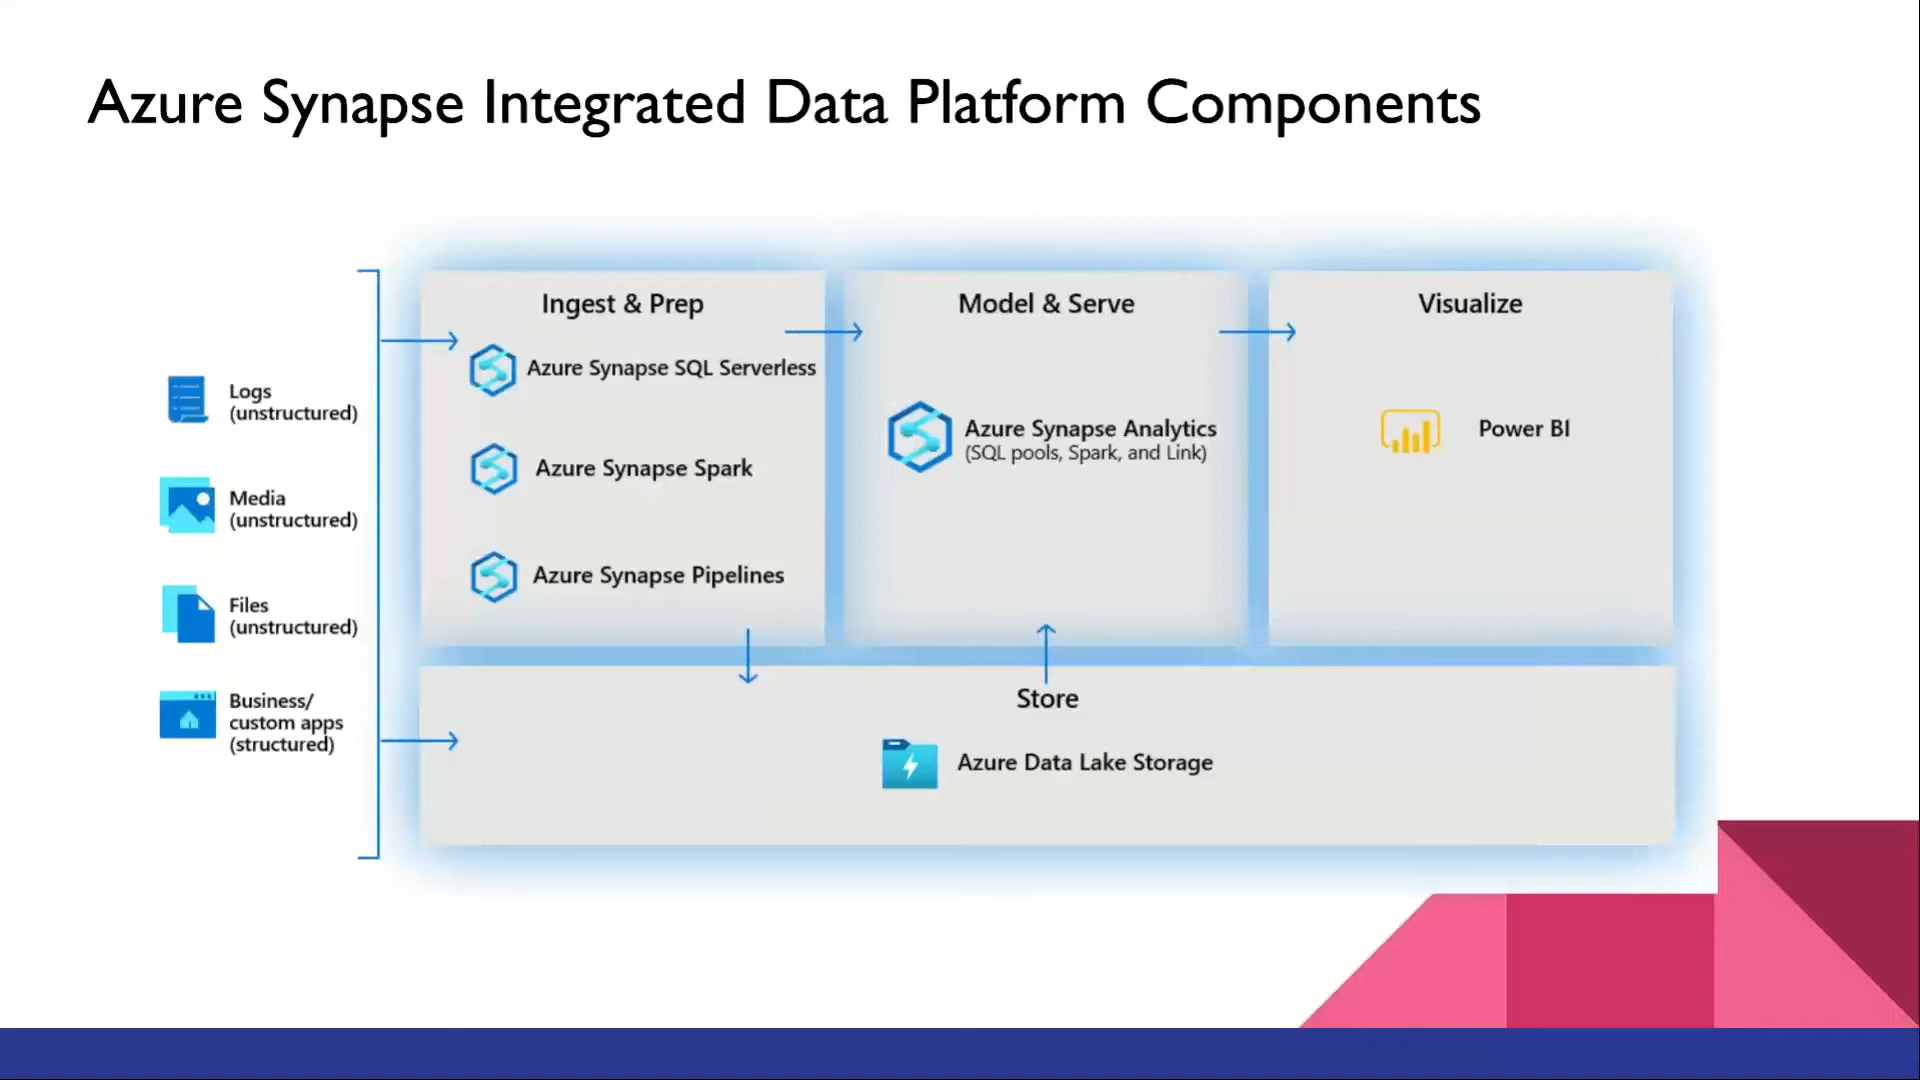 Azure Synapse Integrated Data Platform Components
Logs
(unstructured)
Media
(unstructured)
Files
(unstructured)
Business/
custom apps
(structured)
Ingest & Prep
Azure Synapse SQL Serverless
Azure Synapse Spark
Azure Synapse Pipelines
Model & Serve
Azure Synapse Analytics
(SQL pools, Spark, and Link)
Visualize
Power BI
Store
Azure Data Lake Storage